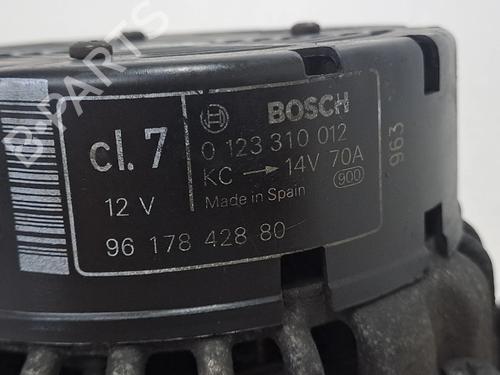 B-PARTS
cl. 7
BOSCH
0 123 310 012
KC → 14V 70A
12 V
Made in Spain
900
96 178 428 80
963